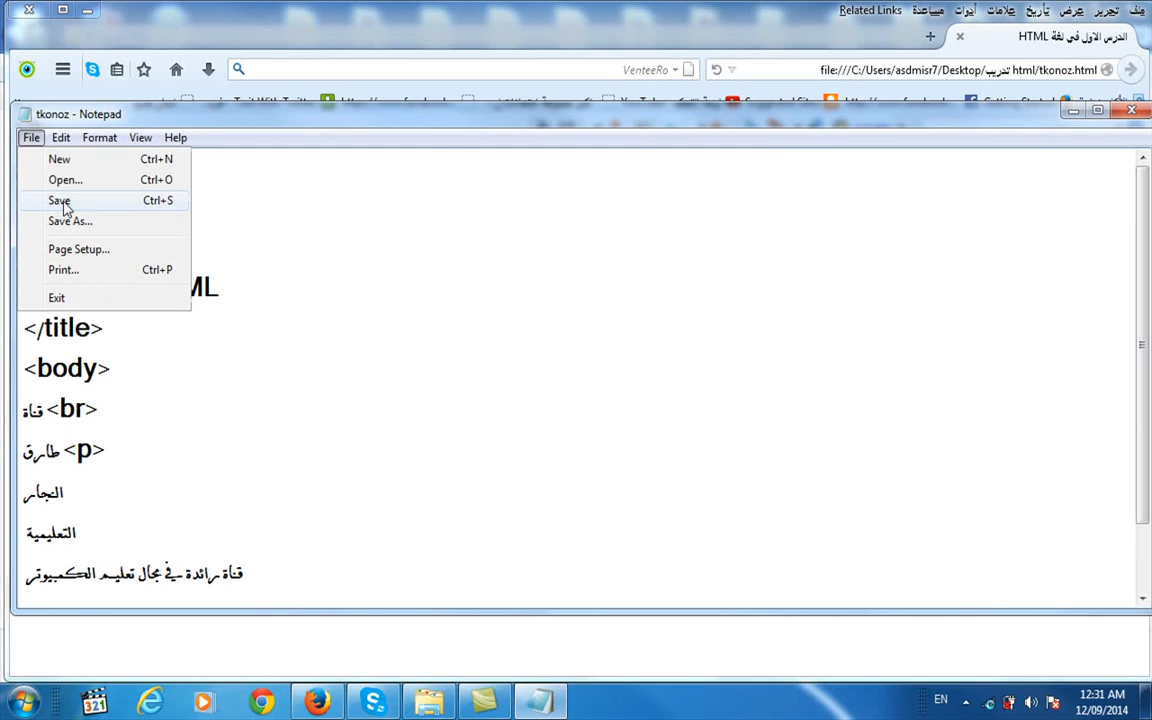 ملف تحرير عرض تأريخ علامات أدوات مساعدة Related Links
الدرس الاول في لغة HTML
file:///C:/Users/asdmisr7/Desktop/تدريب html/tkonoz.html
VenteeRo
tkonoz - Notepad
File Edit Format View Help
New Ctrl+N
Open... Ctrl+O
Save Ctrl+S
Save As...
Page Setup...
Print... Ctrl+P
Exit
ML
</title>
<body>
قناة <br>
طارق <p>
النجار
التعليمية
قناة رائدة في مجال تعليم الكمبيوتر
EN
12:31 AM
12/09/2014
321